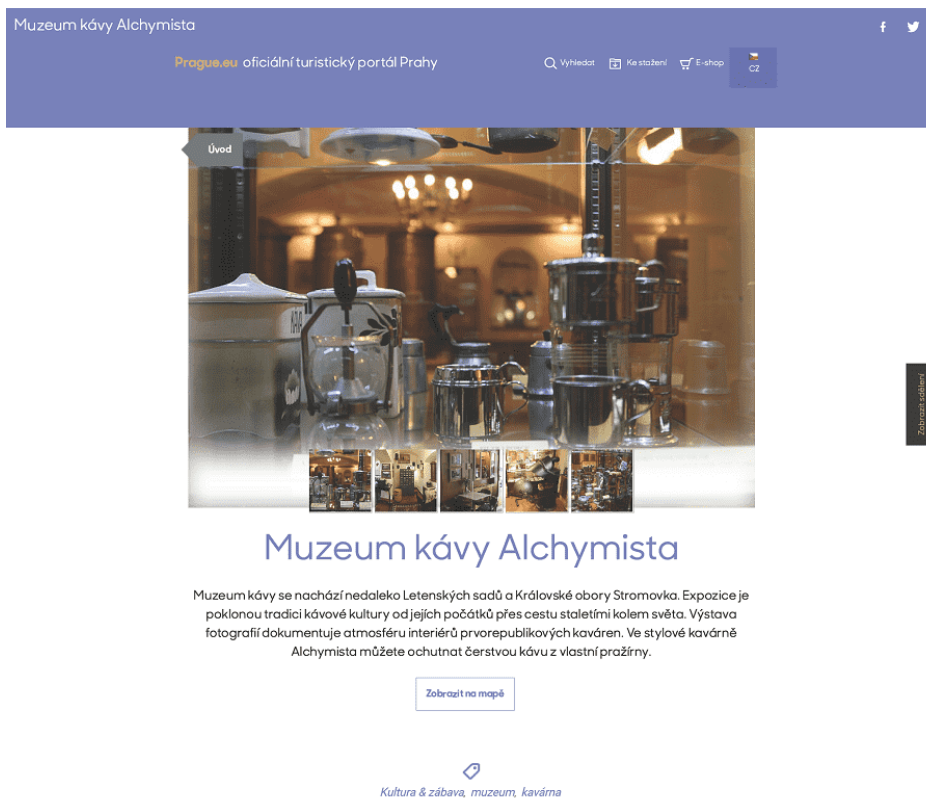 Muzeum kávy Alchymista
Prague.eu oficiální turistický portál Prahy
Vyhledat
Ke stažení
E-shop
CZ
Úvod
KÁVA
Zobrazit sdělení
Muzeum kávy Alchymista
Muzeum kávy se nachází nedaleko Letenských sadů a Královské obory Stromovka. Expozice je
poklonou tradici kávové kultury od jejích počátků přes cestu staletími kolem světa. Výstava
fotografií dokumentuje atmosféru interiérů prvorepublikových kaváren. Ve stylové kavárně
Alchymista můžete ochutnat čerstvou kávu z vlastní pražírny.
Zobrazit na mapě
Kultura & zábava, muzeum, kavárna